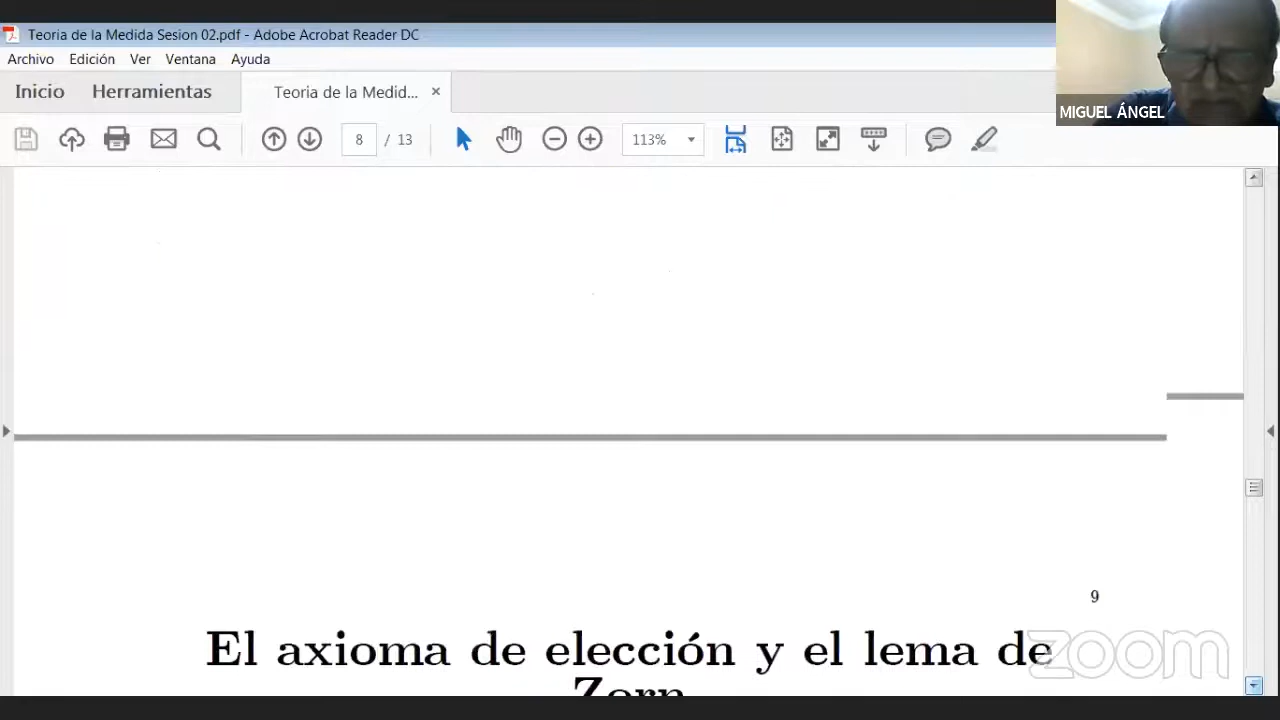 Teoria de la Medida Sesion 02.pdf - Adobe Acrobat Reader DC
Archivo Edición Ver Ventana Ayuda
Inicio Herramientas Teoria de la Medid... ×
8 / 13 113%
MIGUEL ÁNGEL
9
El axioma de elección y el lema de
Zorn
zoom